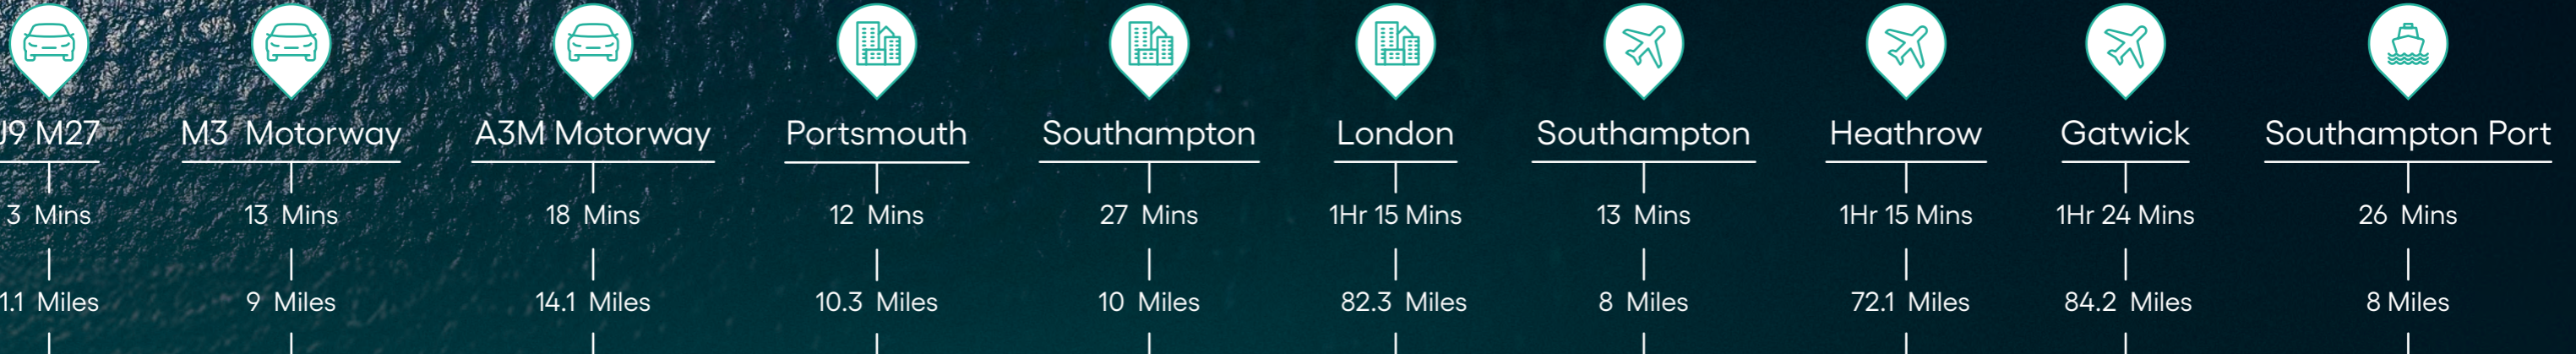 J9 M27
M3 Motorway
A3M Motorway
Portsmouth
Southampton
London
Southampton
Heathrow
Gatwick
Southampton Port
3 Mins
13 Mins
18 Mins
12 Mins
27 Mins
1Hr 15 Mins
13 Mins
1Hr 15 Mins
1Hr 24 Mins
26 Mins
1.1 Miles
9 Miles
14.1 Miles
10.3 Miles
10 Miles
82.3 Miles
8 Miles
72.1 Miles
84.2 Miles
8 Miles